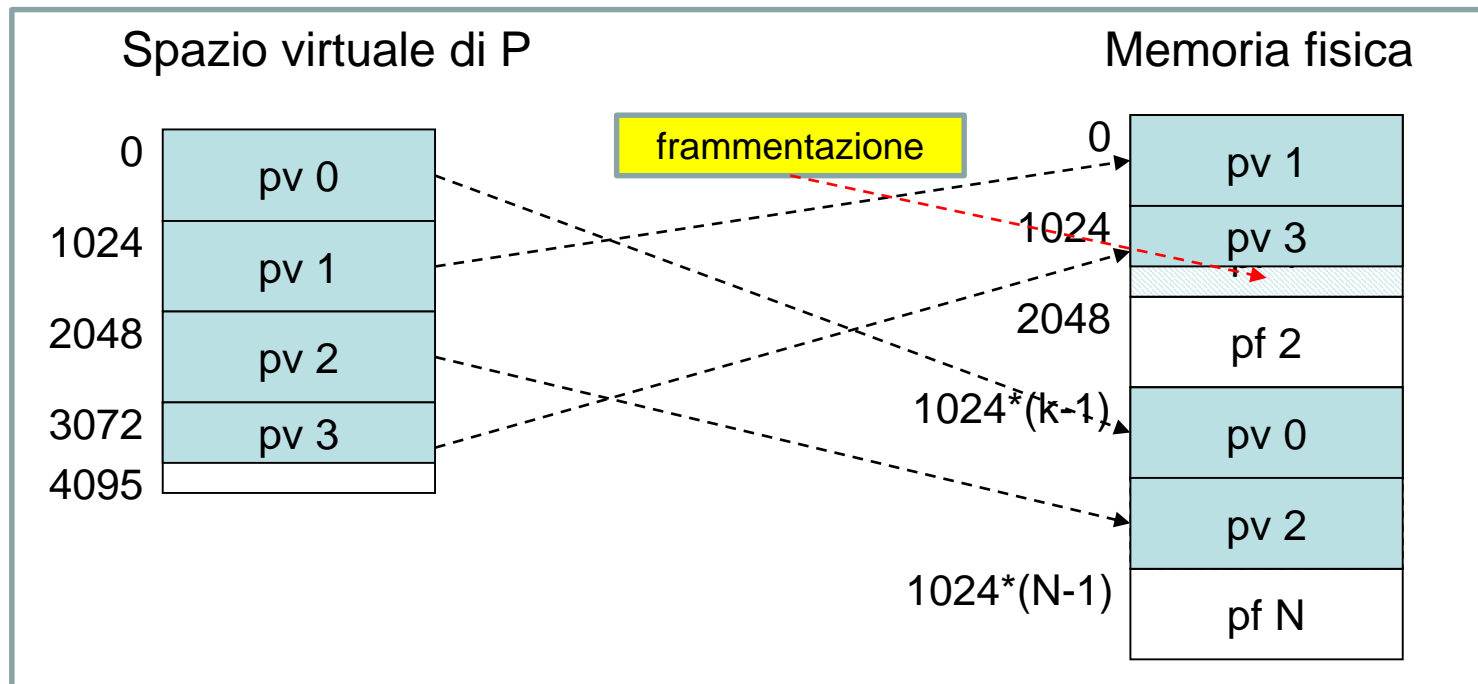 Spazio virtuale di P
Memoria fisica
frammentazione
0
pv 0
1024
pv 1
2048
pv 2
3072
pv 3
4095
0
pv 1
1024
pv 3
2048
pf 2
1024*(k-1)
pv 0
pv 2
1024*(N-1)
pf N